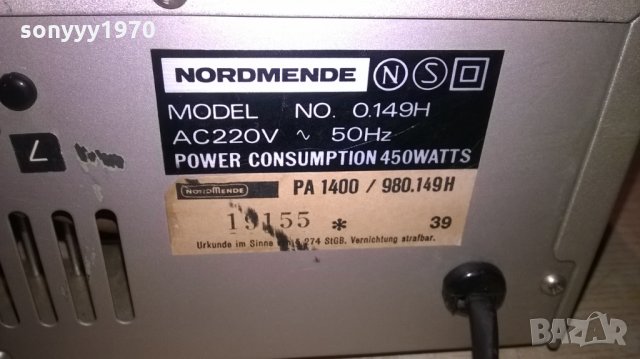 sonyyy1970
NORDMENDE N S
MODEL NO. 0.149H
AC220V ~ 50Hz
POWER CONSUMPTION 450WATTS
NORDMENDE PA 1400 / 980.149H
19155 * 39
Urkunde im Sinne § 274 StGB. Vernichtung strafbar.
L
BAZAR